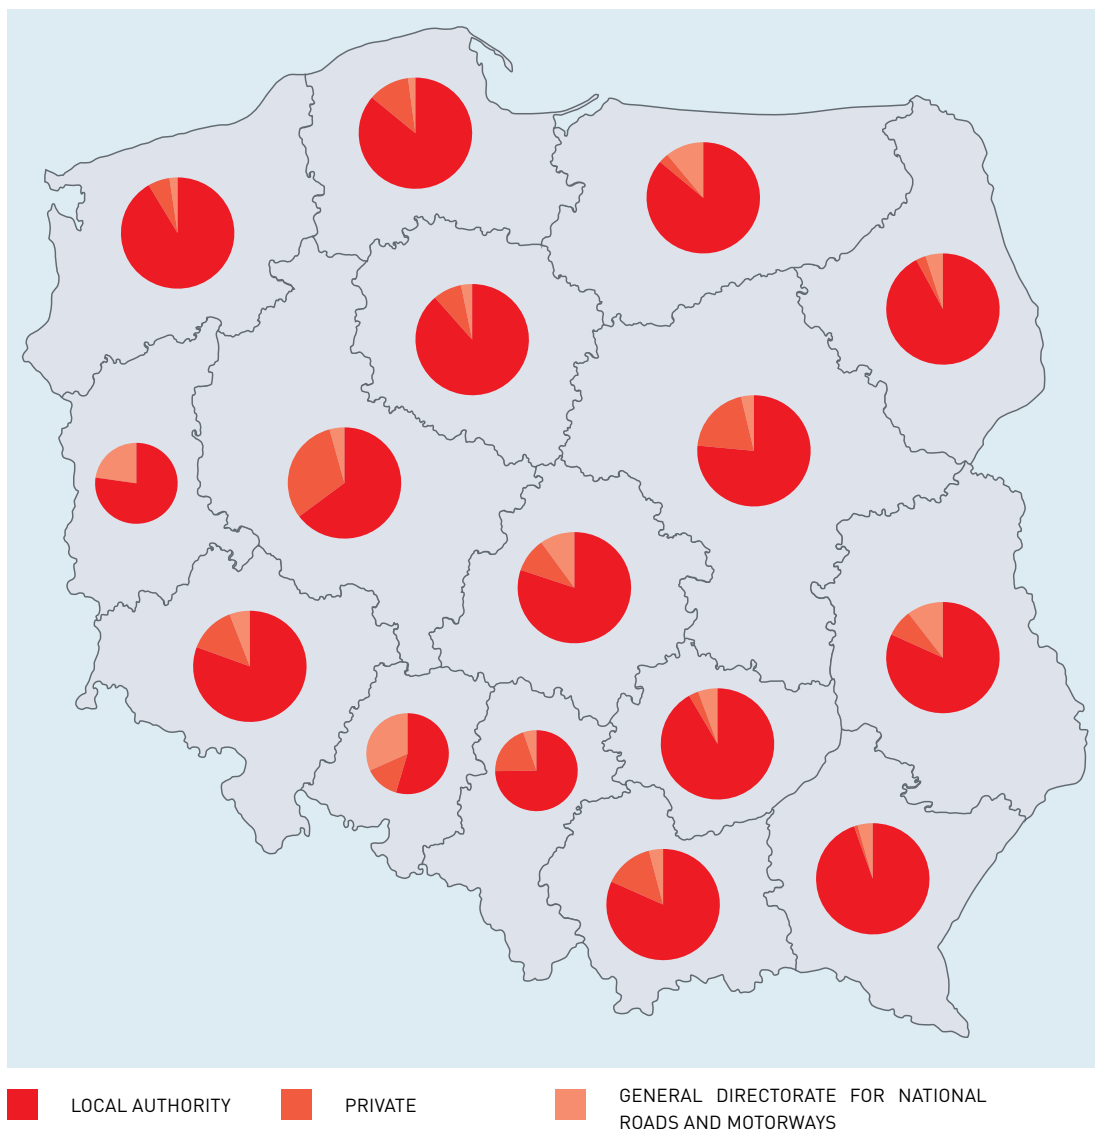 LOCAL AUTHORITY
PRIVATE
GENERAL DIRECTORATE FOR NATIONAL
ROADS AND MOTORWAYS